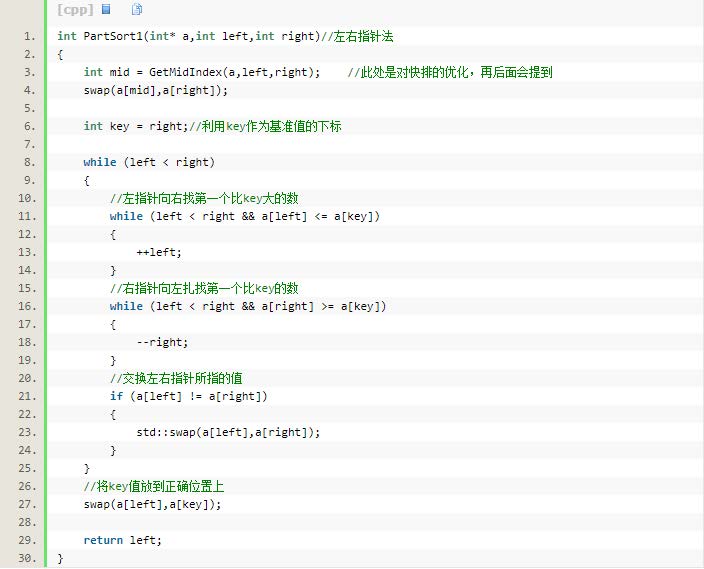 [cpp]
1. int PartSort1(int* a,int left,int right)//左右指针法
2. {
3.     int mid = GetMidIndex(a,left,right);    //此处是对快排的优化，再后面会提到
4.     swap(a[mid],a[right]);
5.
6.     int key = right;//利用key作为基准值的下标
7.
8.     while (left < right)
9.     {
10.         //左指针向右找第一个比key大的数
11.         while (left < right && a[left] <= a[key])
12.         {
13.             ++left;
14.         }
15.         //右指针向左扎找第一个比key的数
16.         while (left < right && a[right] >= a[key])
17.         {
18.             --right;
19.         }
20.         //交换左右指针所指的值
21.         if (a[left] != a[right])
22.         {
23.             std::swap(a[left],a[right]);
24.         }
25.     }
26.     //将key值放到正确位置上
27.     swap(a[left],a[key]);
28.
29.     return left;
30. }